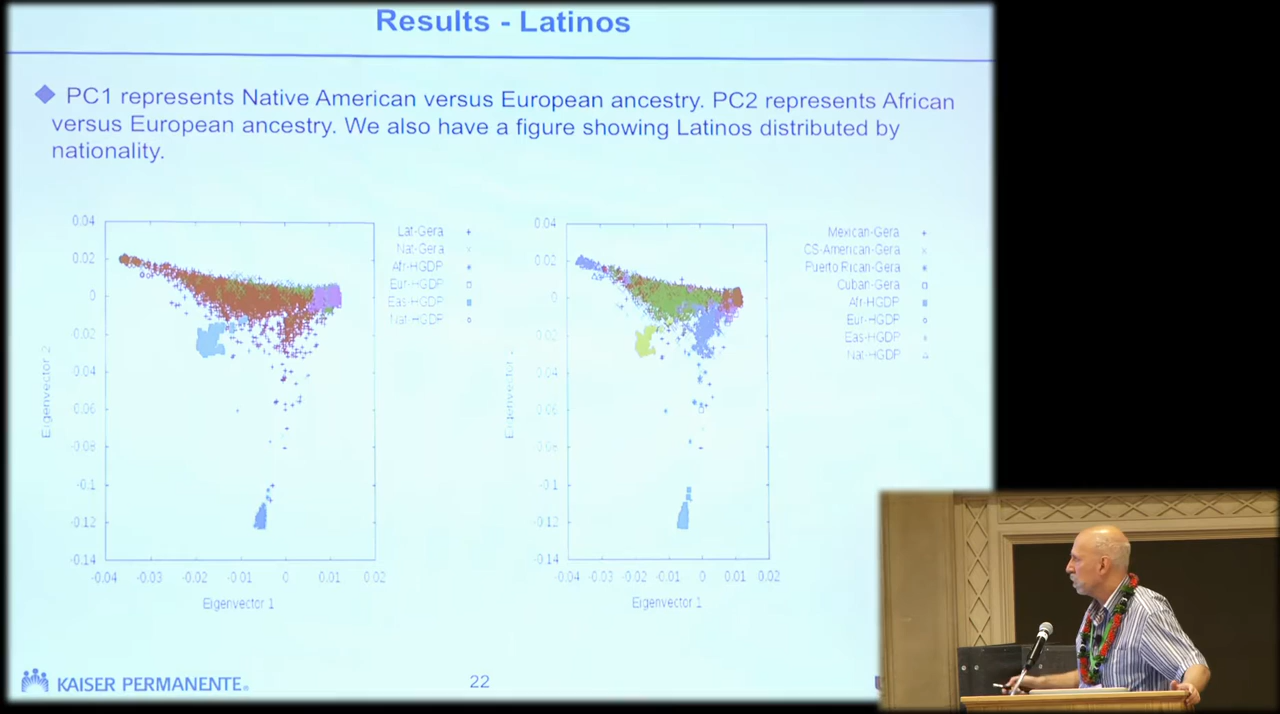 Results - Latinos
PC1 represents Native American versus European ancestry. PC2 represents African
versus European ancestry. We also have a figure showing Latinos distributed by
nationality.
0.04
0.02
0
-0.02
0.04
0.06
-0.08
-0.1
-0.12
-0.14
-0.04 -0.03 -0.02 -0.01 0 0.01 0.02
Eigenvector 1
Eigenvector 2
Lat-Gera
Nat-Gera
Afr-HGDP
Eur-HGDP
Eas-HGDP
Nat-HGDP
0.04
0.02
0
0.02
0.04
0.06
0.08
-0.1
-0.12
-0.14
-0.04 -0.03 -0.02 -0.01 0 0.01 0.02
Eigenvector 1
Eigenvector
Mexican-Gera
CS-American-Gera
Puerto Rican-Gera
Cuban-Gera
Afr-HGDP
Eur-HGDP
Eas-HGDP
Nat-HGDP
KAISER PERMANENTE®
22